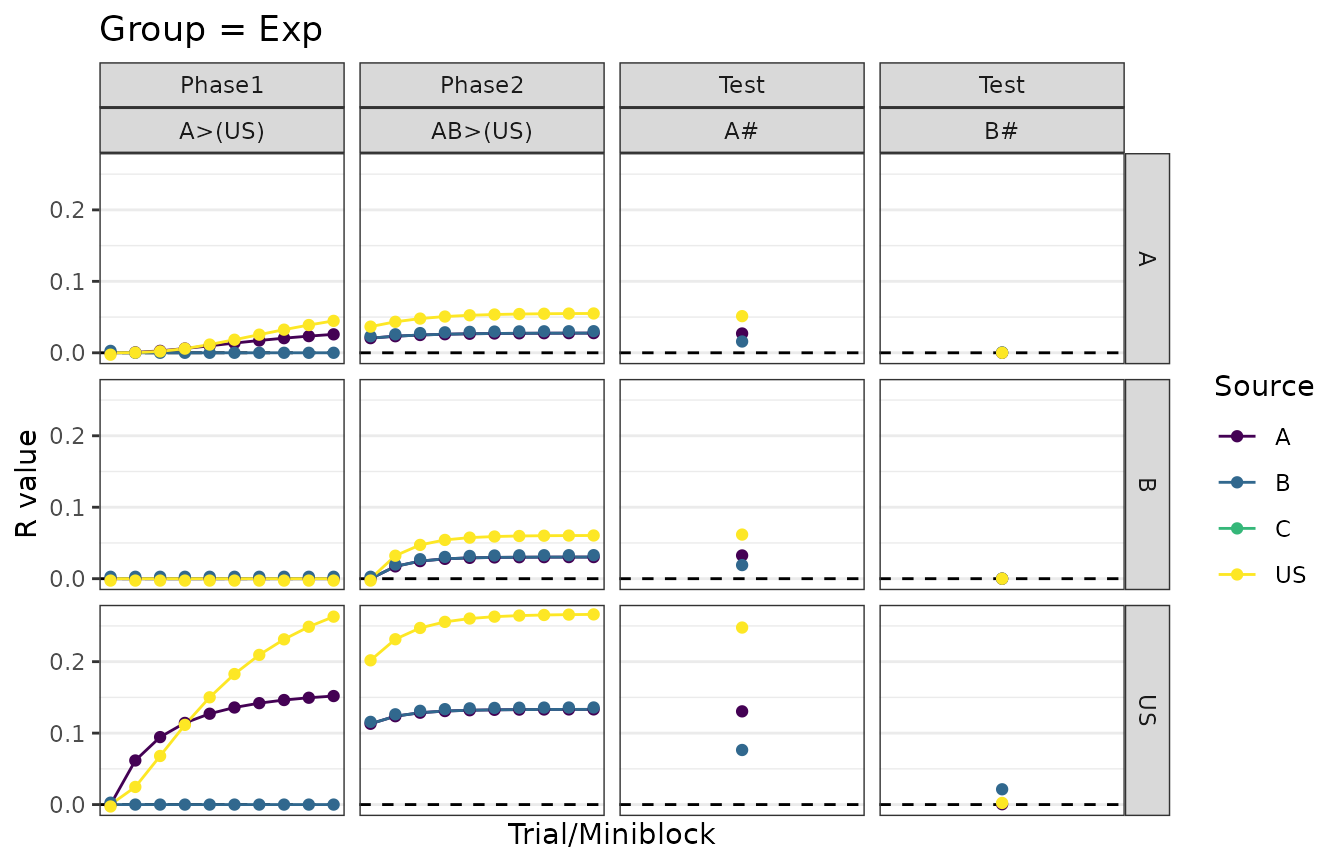 Group = Exp
Phase1
Phase2
Test
Test
A>(US)
AB>(US)
A#
B#
0.2
0.1
0.0
A
0.2
0.1
0.0
B
0.2
0.1
0.0
US
R value
Trial/Miniblock
Source
A
B
C
US